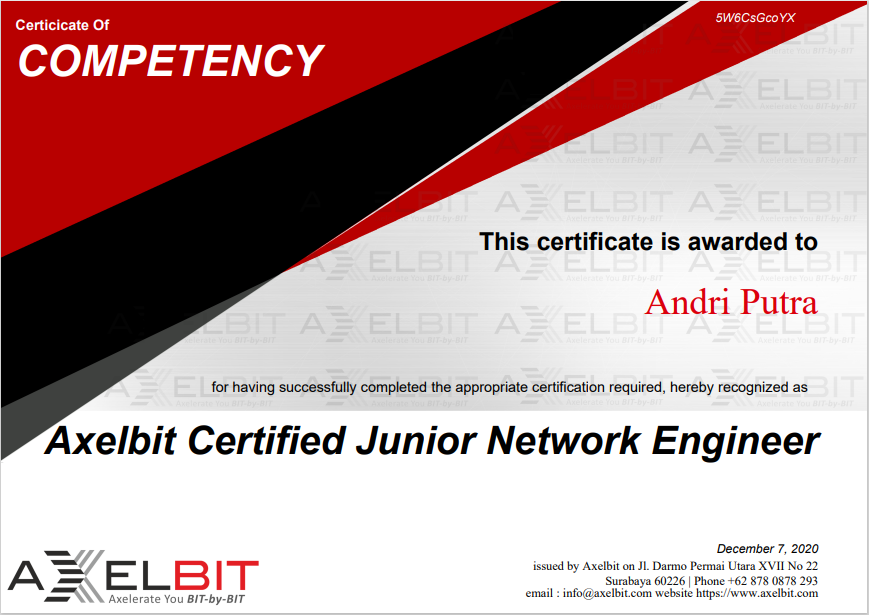 Certicicate Of
5W6CsGcoYX
COMPETENCY
This certificate is awarded to
Andri Putra
for having successfully completed the appropriate certification required, hereby recognized as
Axelbit Certified Junior Network Engineer
December 7, 2020
issued by Axelbit on Jl. Darmo Permai Utara XVII No 22
Surabaya 60226 | Phone +62 878 0878 293
email : info@axelbit.com website https://www.axelbit.com
AXELBIT
Axelerate You BIT-by-BIT